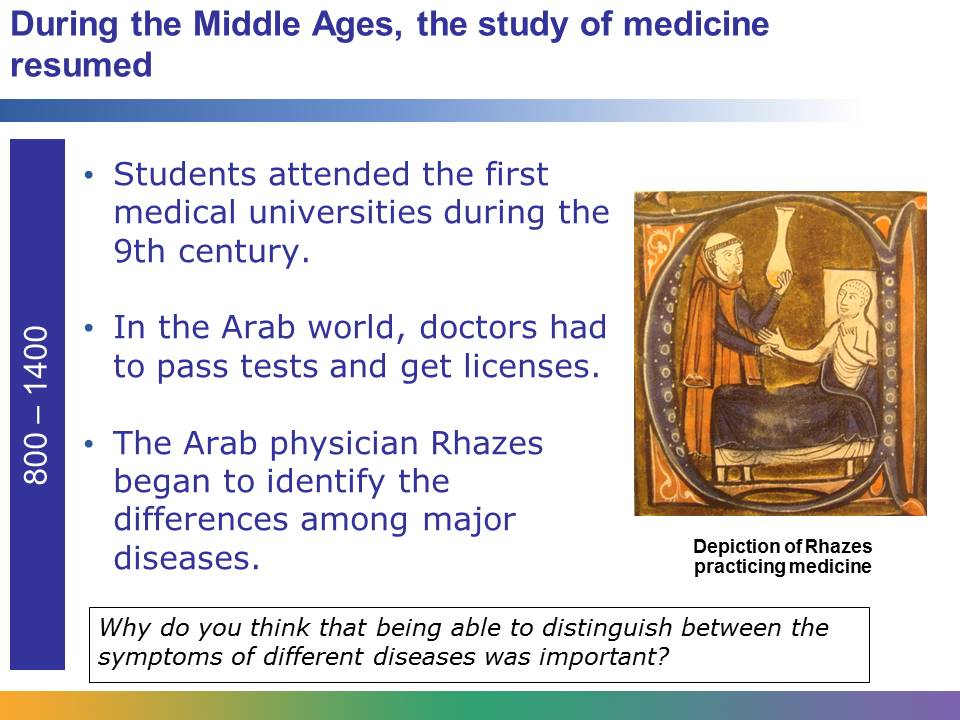 During the Middle Ages, the study of medicine
resumed
800 – 1400
• Students attended the first
medical universities during the
9th century.
• In the Arab world, doctors had
to pass tests and get licenses.
• The Arab physician Rhazes
began to identify the
differences among major
diseases.
Depiction of Rhazes
practicing medicine
Why do you think that being able to distinguish between the
symptoms of different diseases was important?